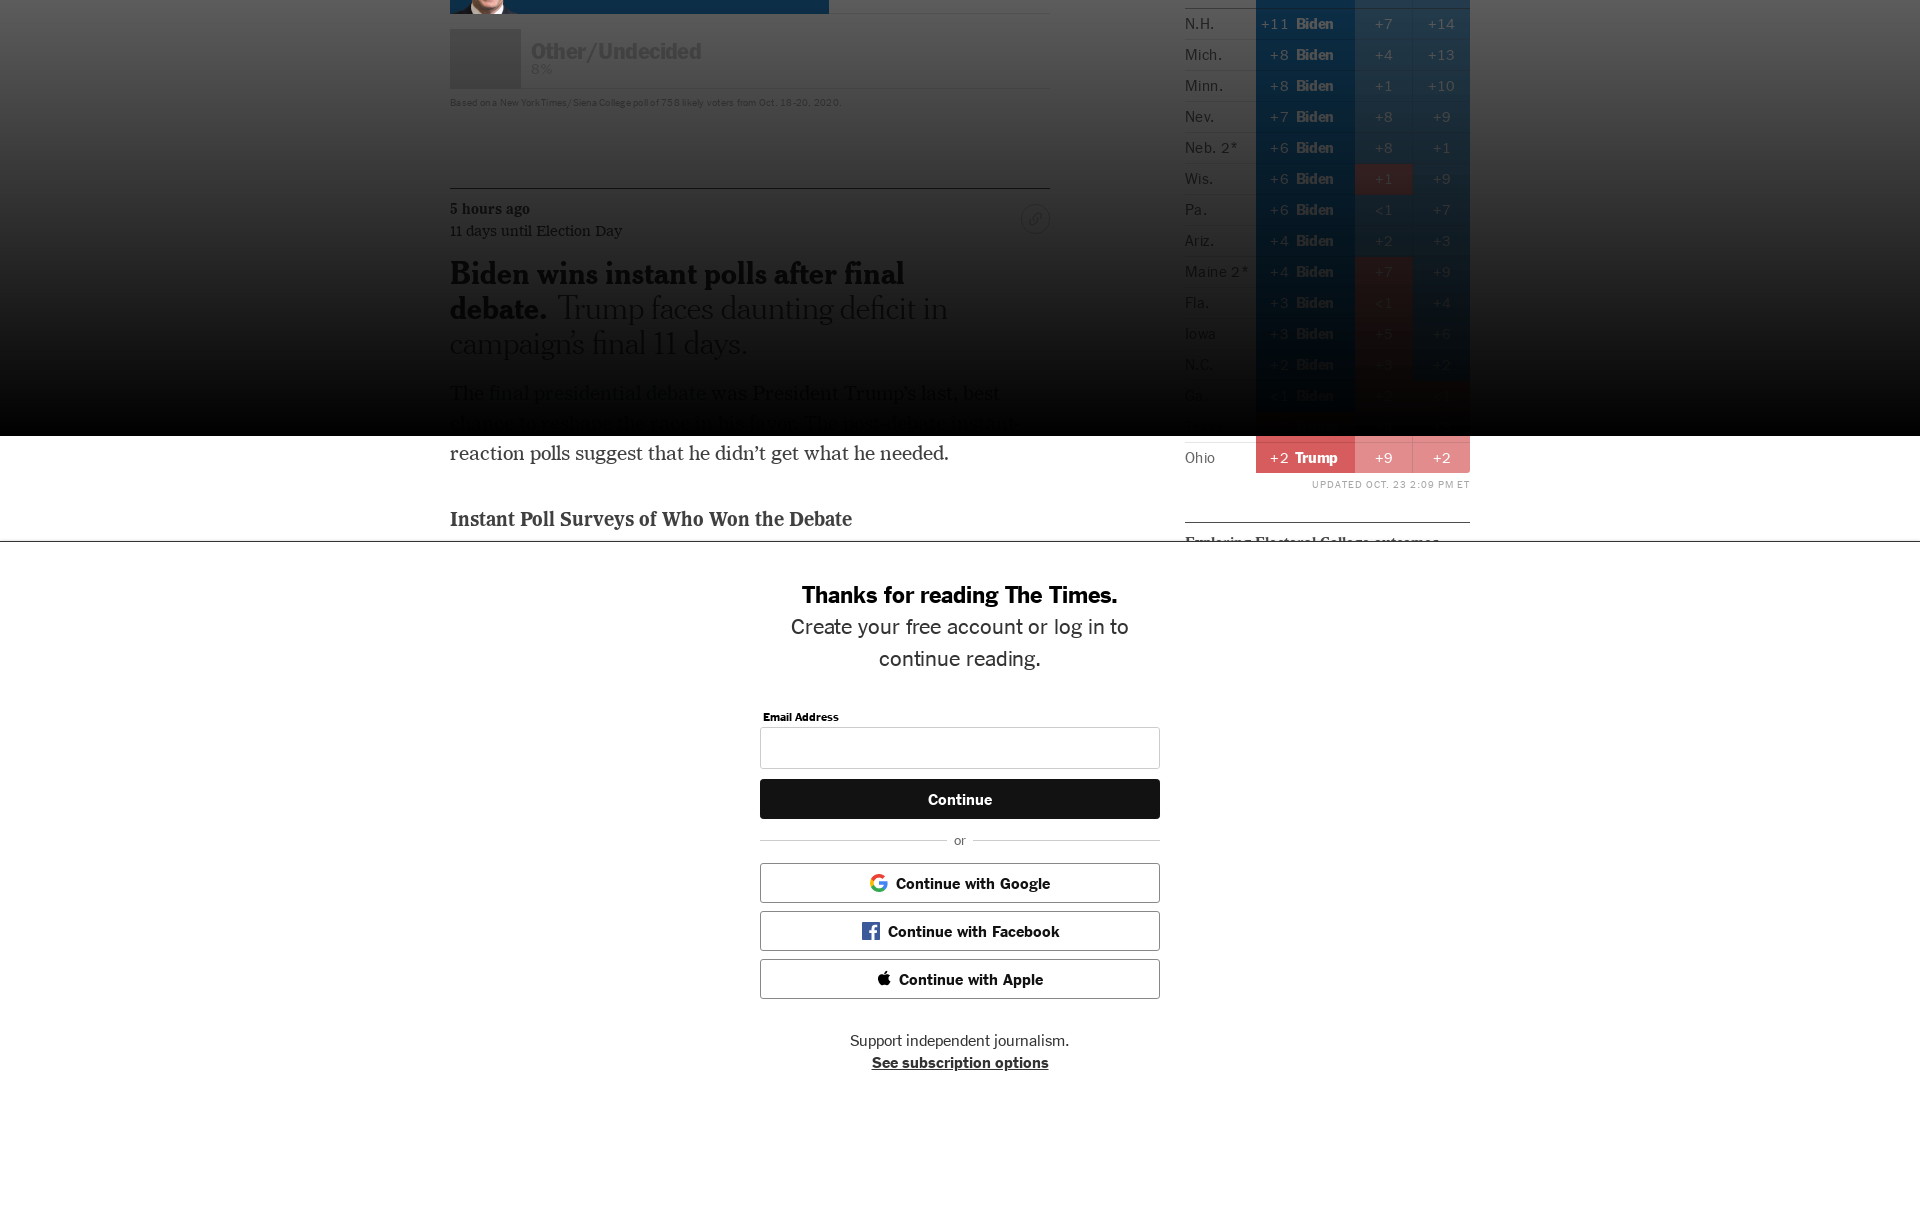 Other/Undecided
8%
Based on a New York Times/Siena College poll of 758 likely voters from Oct. 18-20, 2020.
5 hours ago
11 days until Election Day
Biden wins instant polls after final
debate. Trump faces daunting deficit in
campaign's final 11 days.
The final presidential debate was President Trump's last, best
reaction polls suggest that he didn't get what he needed.
Instant Poll Surveys of Who Won the Debate
N.H. +11 Biden +7 +14
Mich. +8 Biden +4 +13
Minn. +8 Biden +1 +10
Nev. +7 Biden +8 +9
Neb. 2* +6 Biden +8 +1
Wis. +6 Biden +1 +9
Pa. +6 Biden <1 +7
Ariz. +4 Biden +2 +3
Maine 2* +4 Biden +7 +9
Fla. +3 Biden <1 +4
Iowa +3 Biden +5 +6
N.C. +2 Biden +3 +2
Ga. <1 Biden
Ohio +2 Trump +9 +2
UPDATED OCT. 23 2:09 PM ET
Exploring Electoral College outcomes
Thanks for reading The Times.
Create your free account or log in to
continue reading.
Email Address
Continue
or
Continue with Google
Continue with Facebook
Continue with Apple
Support independent journalism.
See subscription options